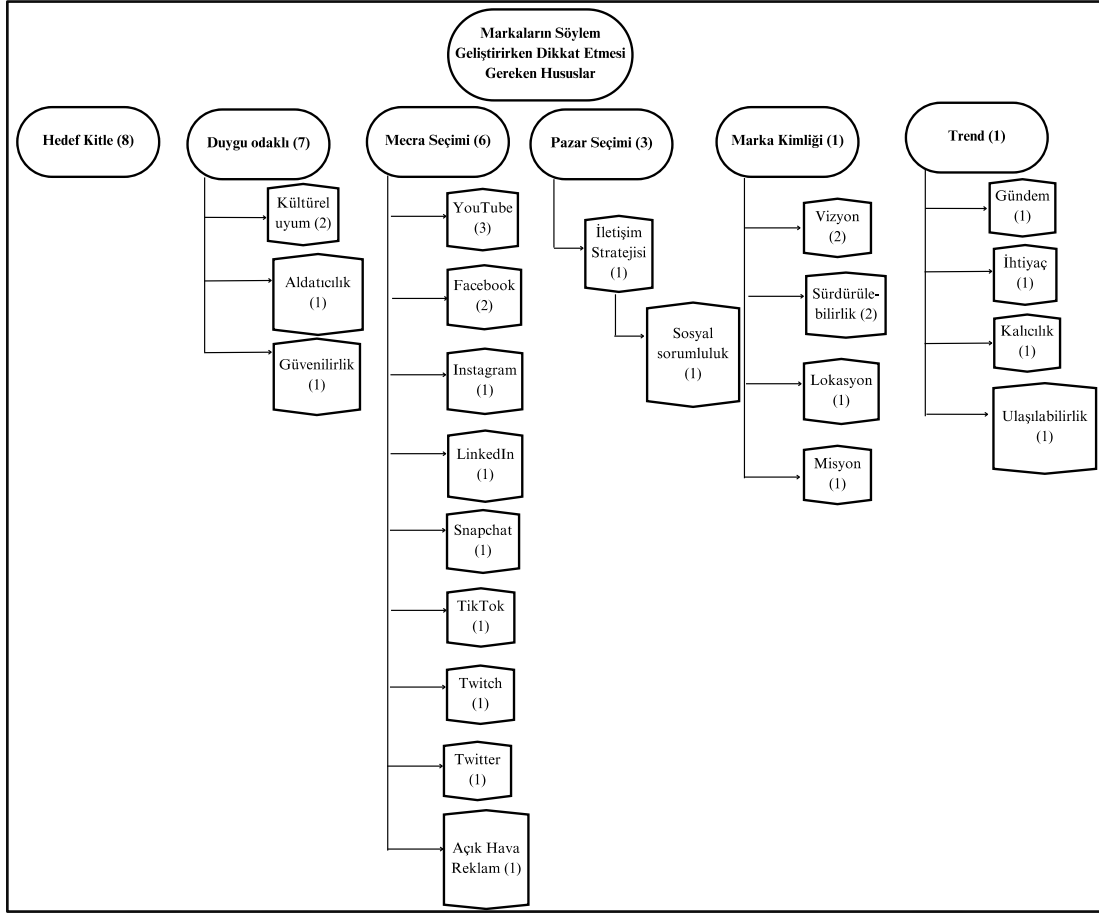 Markaların Söylem
Geliştirirken Dikkat Etmesi
Gereken Hususlar
Hedef Kitle (8)
Duygu odaklı (7)
Mecra Seçimi (6)
Pazar Seçimi (3)
Marka Kimliği (1)
Trend (1)
Kültürel
uyum (2)
Aldatıcılık
(1)
Güvenilirlik
(1)
YouTube
(3)
Facebook
(2)
Instagram
(1)
LinkedIn
(1)
Snapchat
(1)
TikTok
(1)
Twitch
(1)
Twitter
(1)
Açık Hava
Reklam (1)
İletişim
Stratejisi
(1)
Sosyal
sorumluluk
(1)
Vizyon
(2)
Sürdürüle-
bilirlik (2)
Lokasyon
(1)
Misyon
(1)
Gündem
(1)
İhtiyaç
(1)
Kalıcılık
(1)
Ulaşılabilirlik
(1)